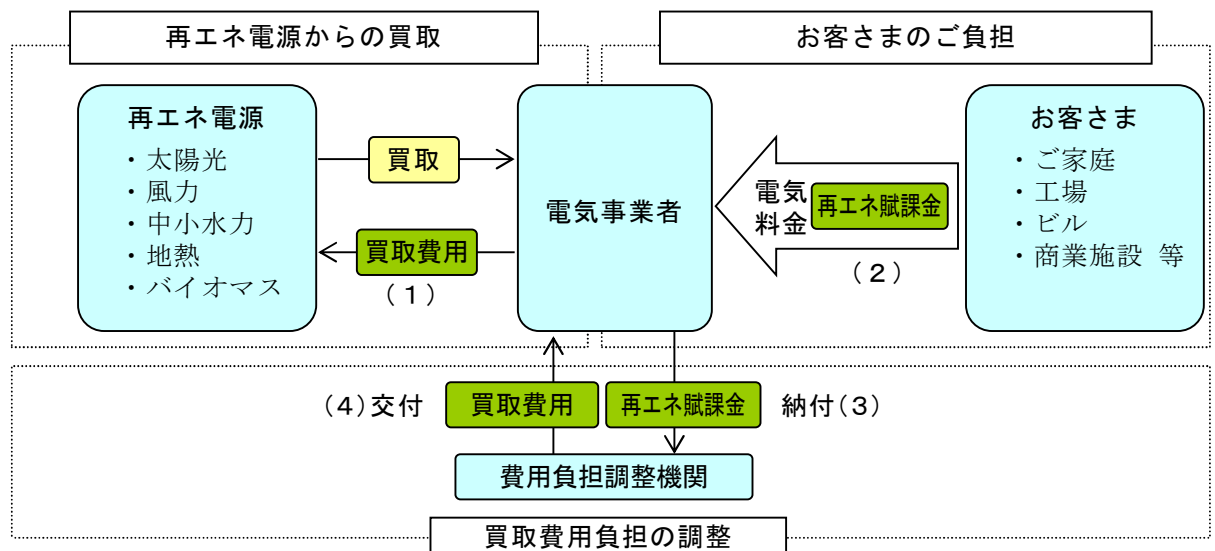 再エネ電源からの買取
お客さまのご負担
再エネ電源
・太陽光
・風力
・中小水力
・地熱
・バイオマス
買取
買取費用
（１）
電気事業者
電気
料金
再エネ賦課金
（２）
お客さま
・ご家庭
・工場
・ビル
・商業施設 等
（４）交付
買取費用
再エネ賦課金
納付（３）
費用負担調整機関
買取費用負担の調整